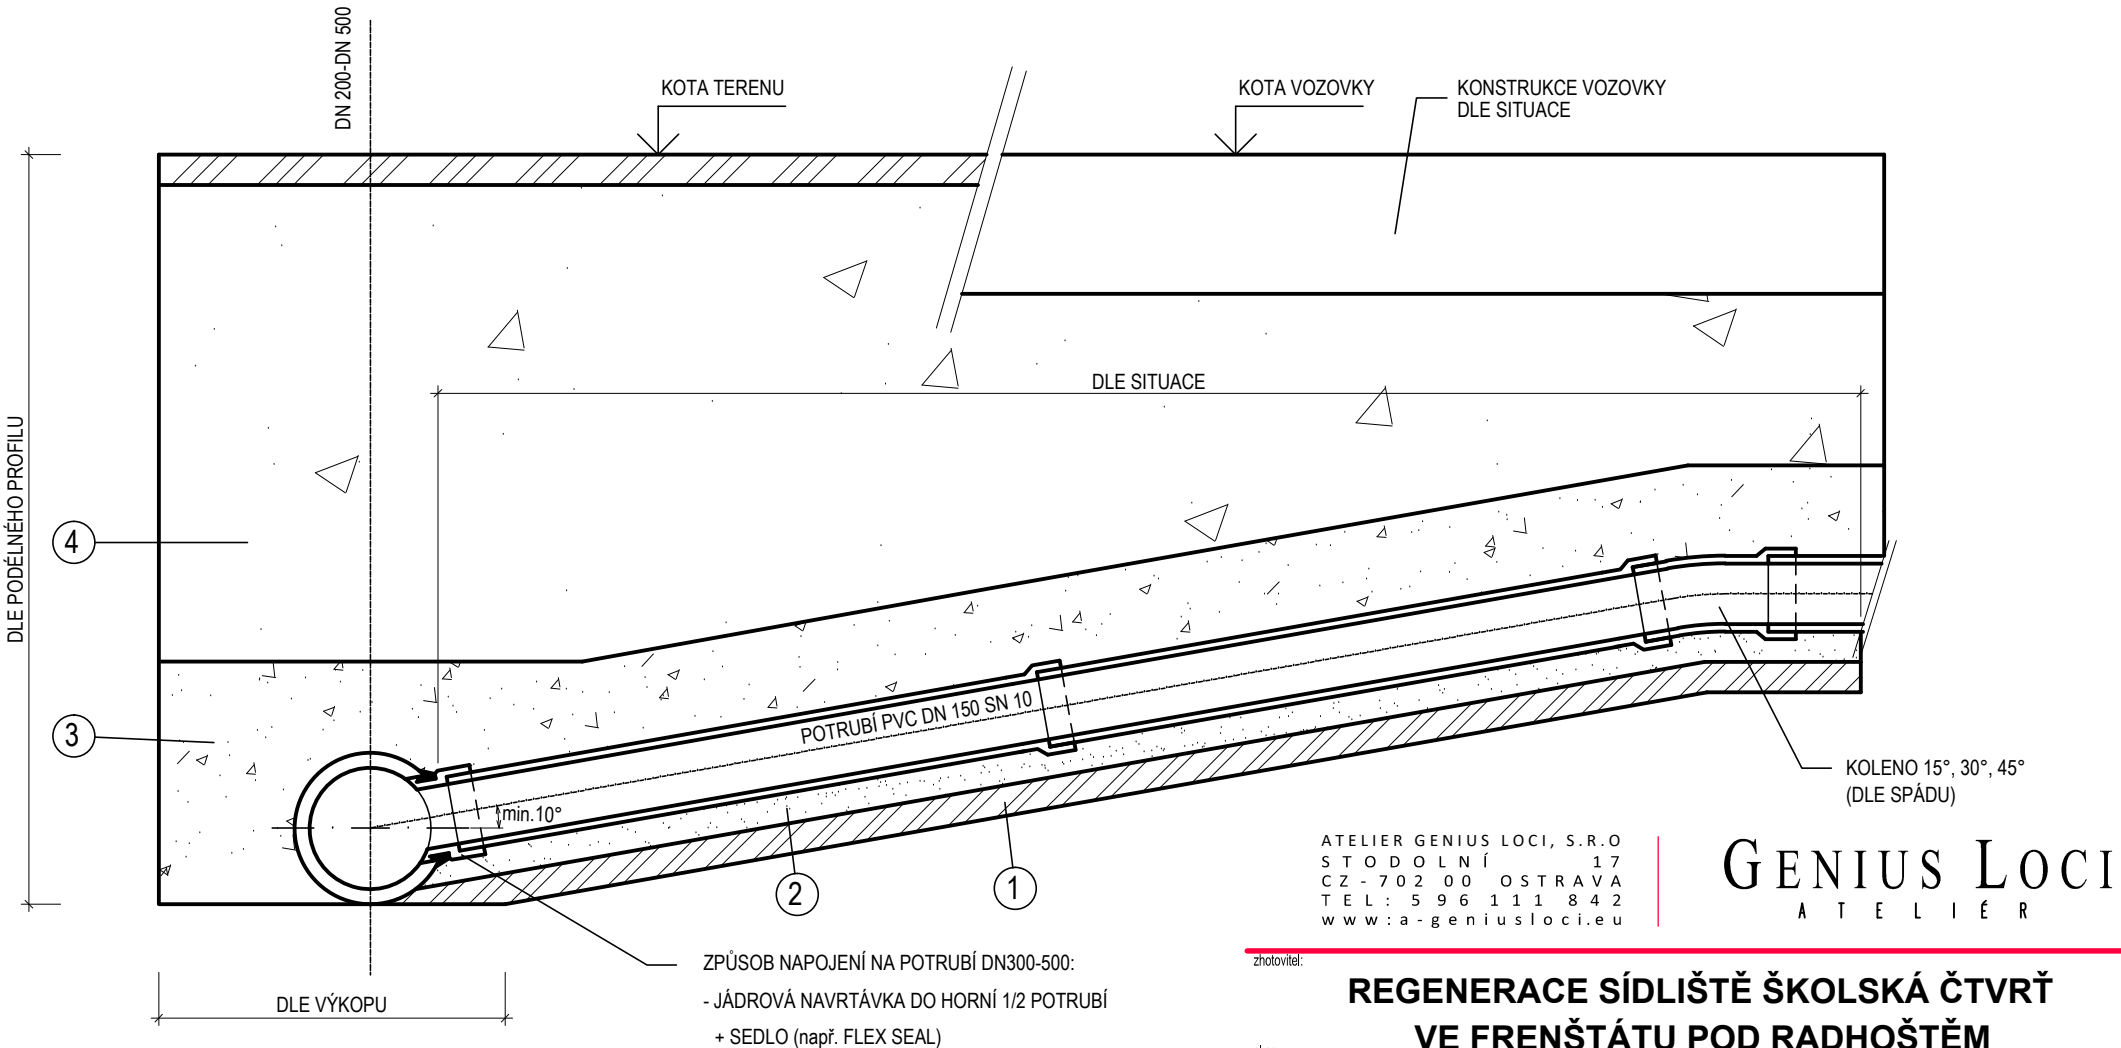 DN 200-DN 500
KOTA TERENU
KOTA VOZOVKY
KONSTRUKCE VOZOVKY
DLE SITUACE
DLE SITUACE
DLE PODÉLNÉHO PROFILU
4
3
POTRUBÍ PVC DN 150 SN 10
min.10°
2
1
KOLENO 15°, 30°, 45°
(DLE SPÁDU)
ZPŮSOB NAPOJENÍ NA POTRUBÍ DN300-500:
- JÁDROVÁ NAVRTÁVKA DO HORNÍ 1/2 POTRUBÍ
+ SEDLO (např. FLEX SEAL)
DLE VÝKOPU
ATELIER GENIUS LOCI, S.R.O
STODOLNÍ 17
CZ-702 00 OSTRAVA
TEL: 596 111 842
www:a-geniusloci.eu
GENIUS LOCI
ATELIÉR
zhotovitel:
REGENERACE SÍDLIŠTĚ ŠKOLSKÁ ČTVRŤ
VE FRENŠTÁTU POD RADHOŠTĚM